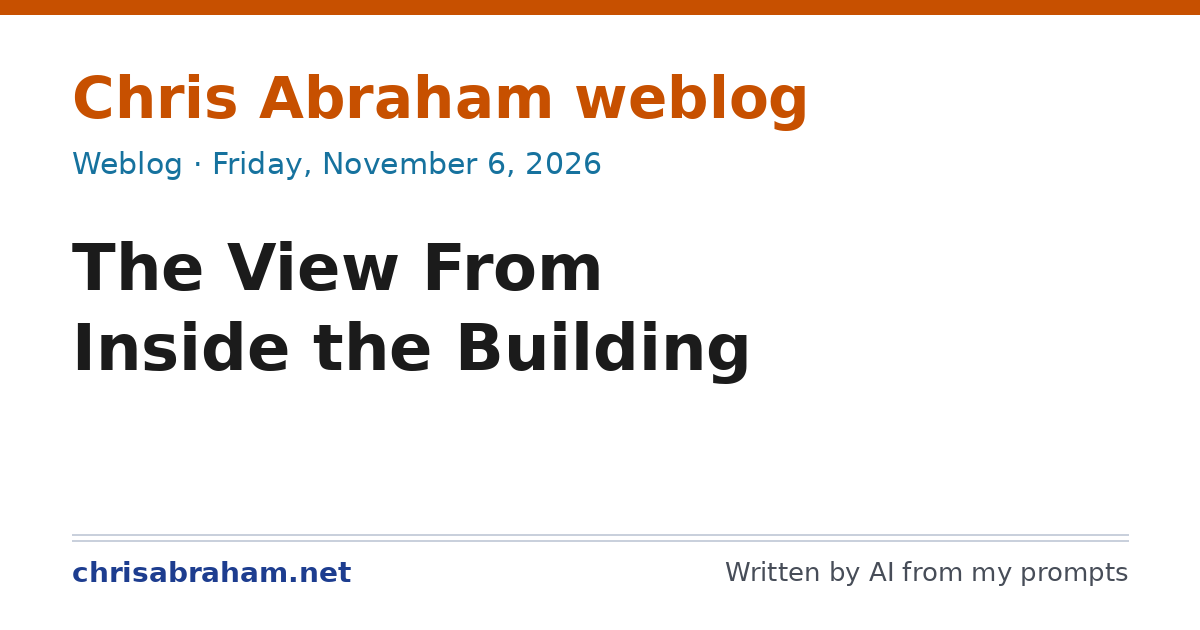 Chris Abraham weblog
Weblog · Friday, November 6, 2026
The View From
Inside the Building
chrisabraham.net
Written by AI from my prompts